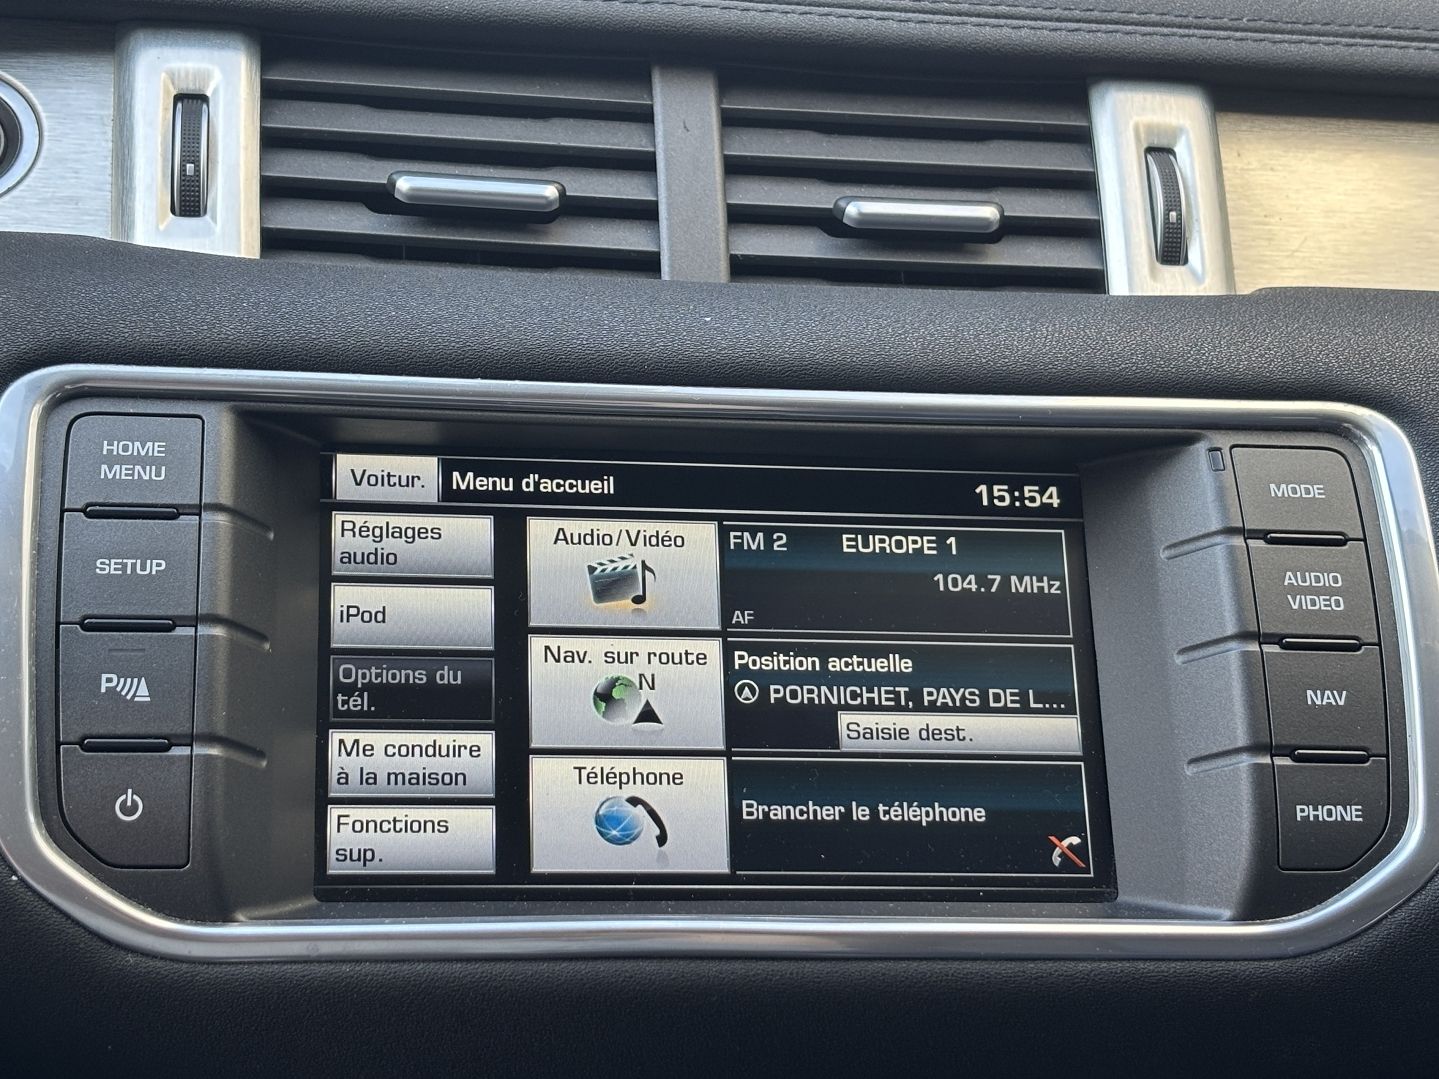 HOME
MENU
SETUP
P
Voitur.
Menu d'accueil
15:54
Réglages
audio
iPod
Options du
tél.
Me conduire
à la maison
Fonctions
sup.
Audio/Vidéo
FM 2 EUROPE 1
104.7 MHz
AF
Nav. sur route
N
Position actuelle
PORNICHET, PAYS DE L...
Saisie dest.
Téléphone
Brancher le téléphone
MODE
AUDIO
VIDEO
NAV
PHONE